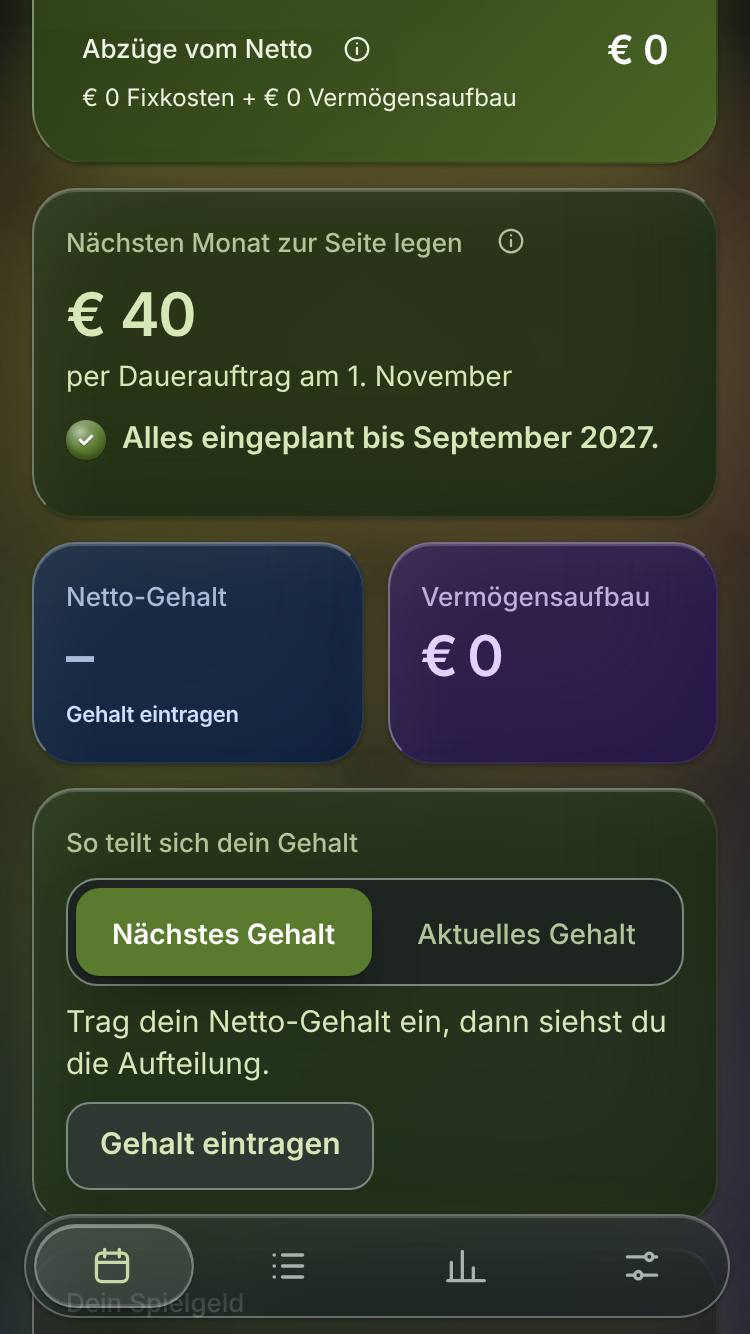 Abzüge vom Netto
€ 0
€ 0 Fixkosten + € 0 Vermögensaufbau
Nächsten Monat zur Seite legen
€ 40
per Dauerauftrag am 1. November
Alles eingeplant bis September 2027.
Netto-Gehalt
–
Gehalt eintragen
Vermögensaufbau
€ 0
So teilt sich dein Gehalt
Nächstes Gehalt
Aktuelles Gehalt
Trag dein Netto-Gehalt ein, dann siehst du
die Aufteilung.
Gehalt eintragen
Dein Spielgeld